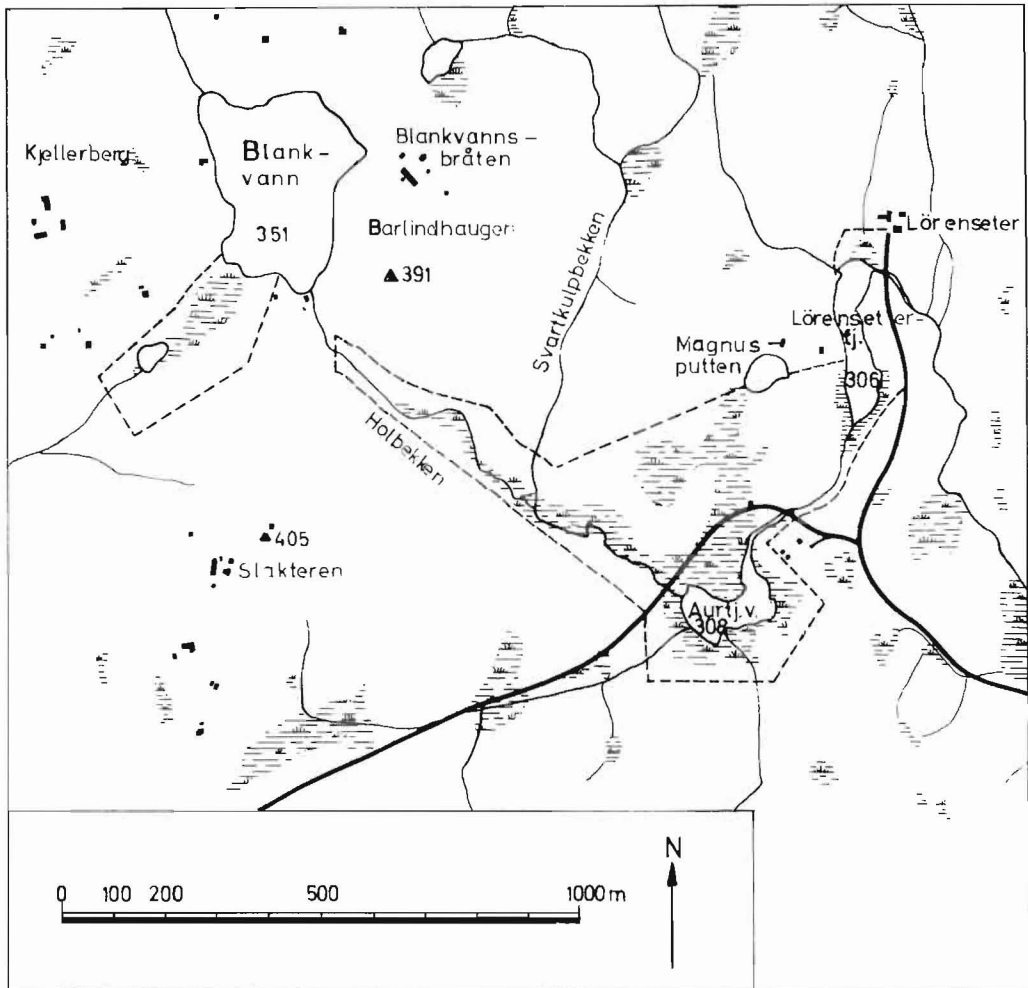 Kjellerberg
Blank-
vann
351
Blankvanns-
bråten
Barlindhaugen
391
Svartkulpbekken
Lörenseter
Lörenseter-
tj.
306
Magnus
putten
Holbekken
405
Slakteren
Aurtj.v.
308
0 100 200 500 1000 m
N